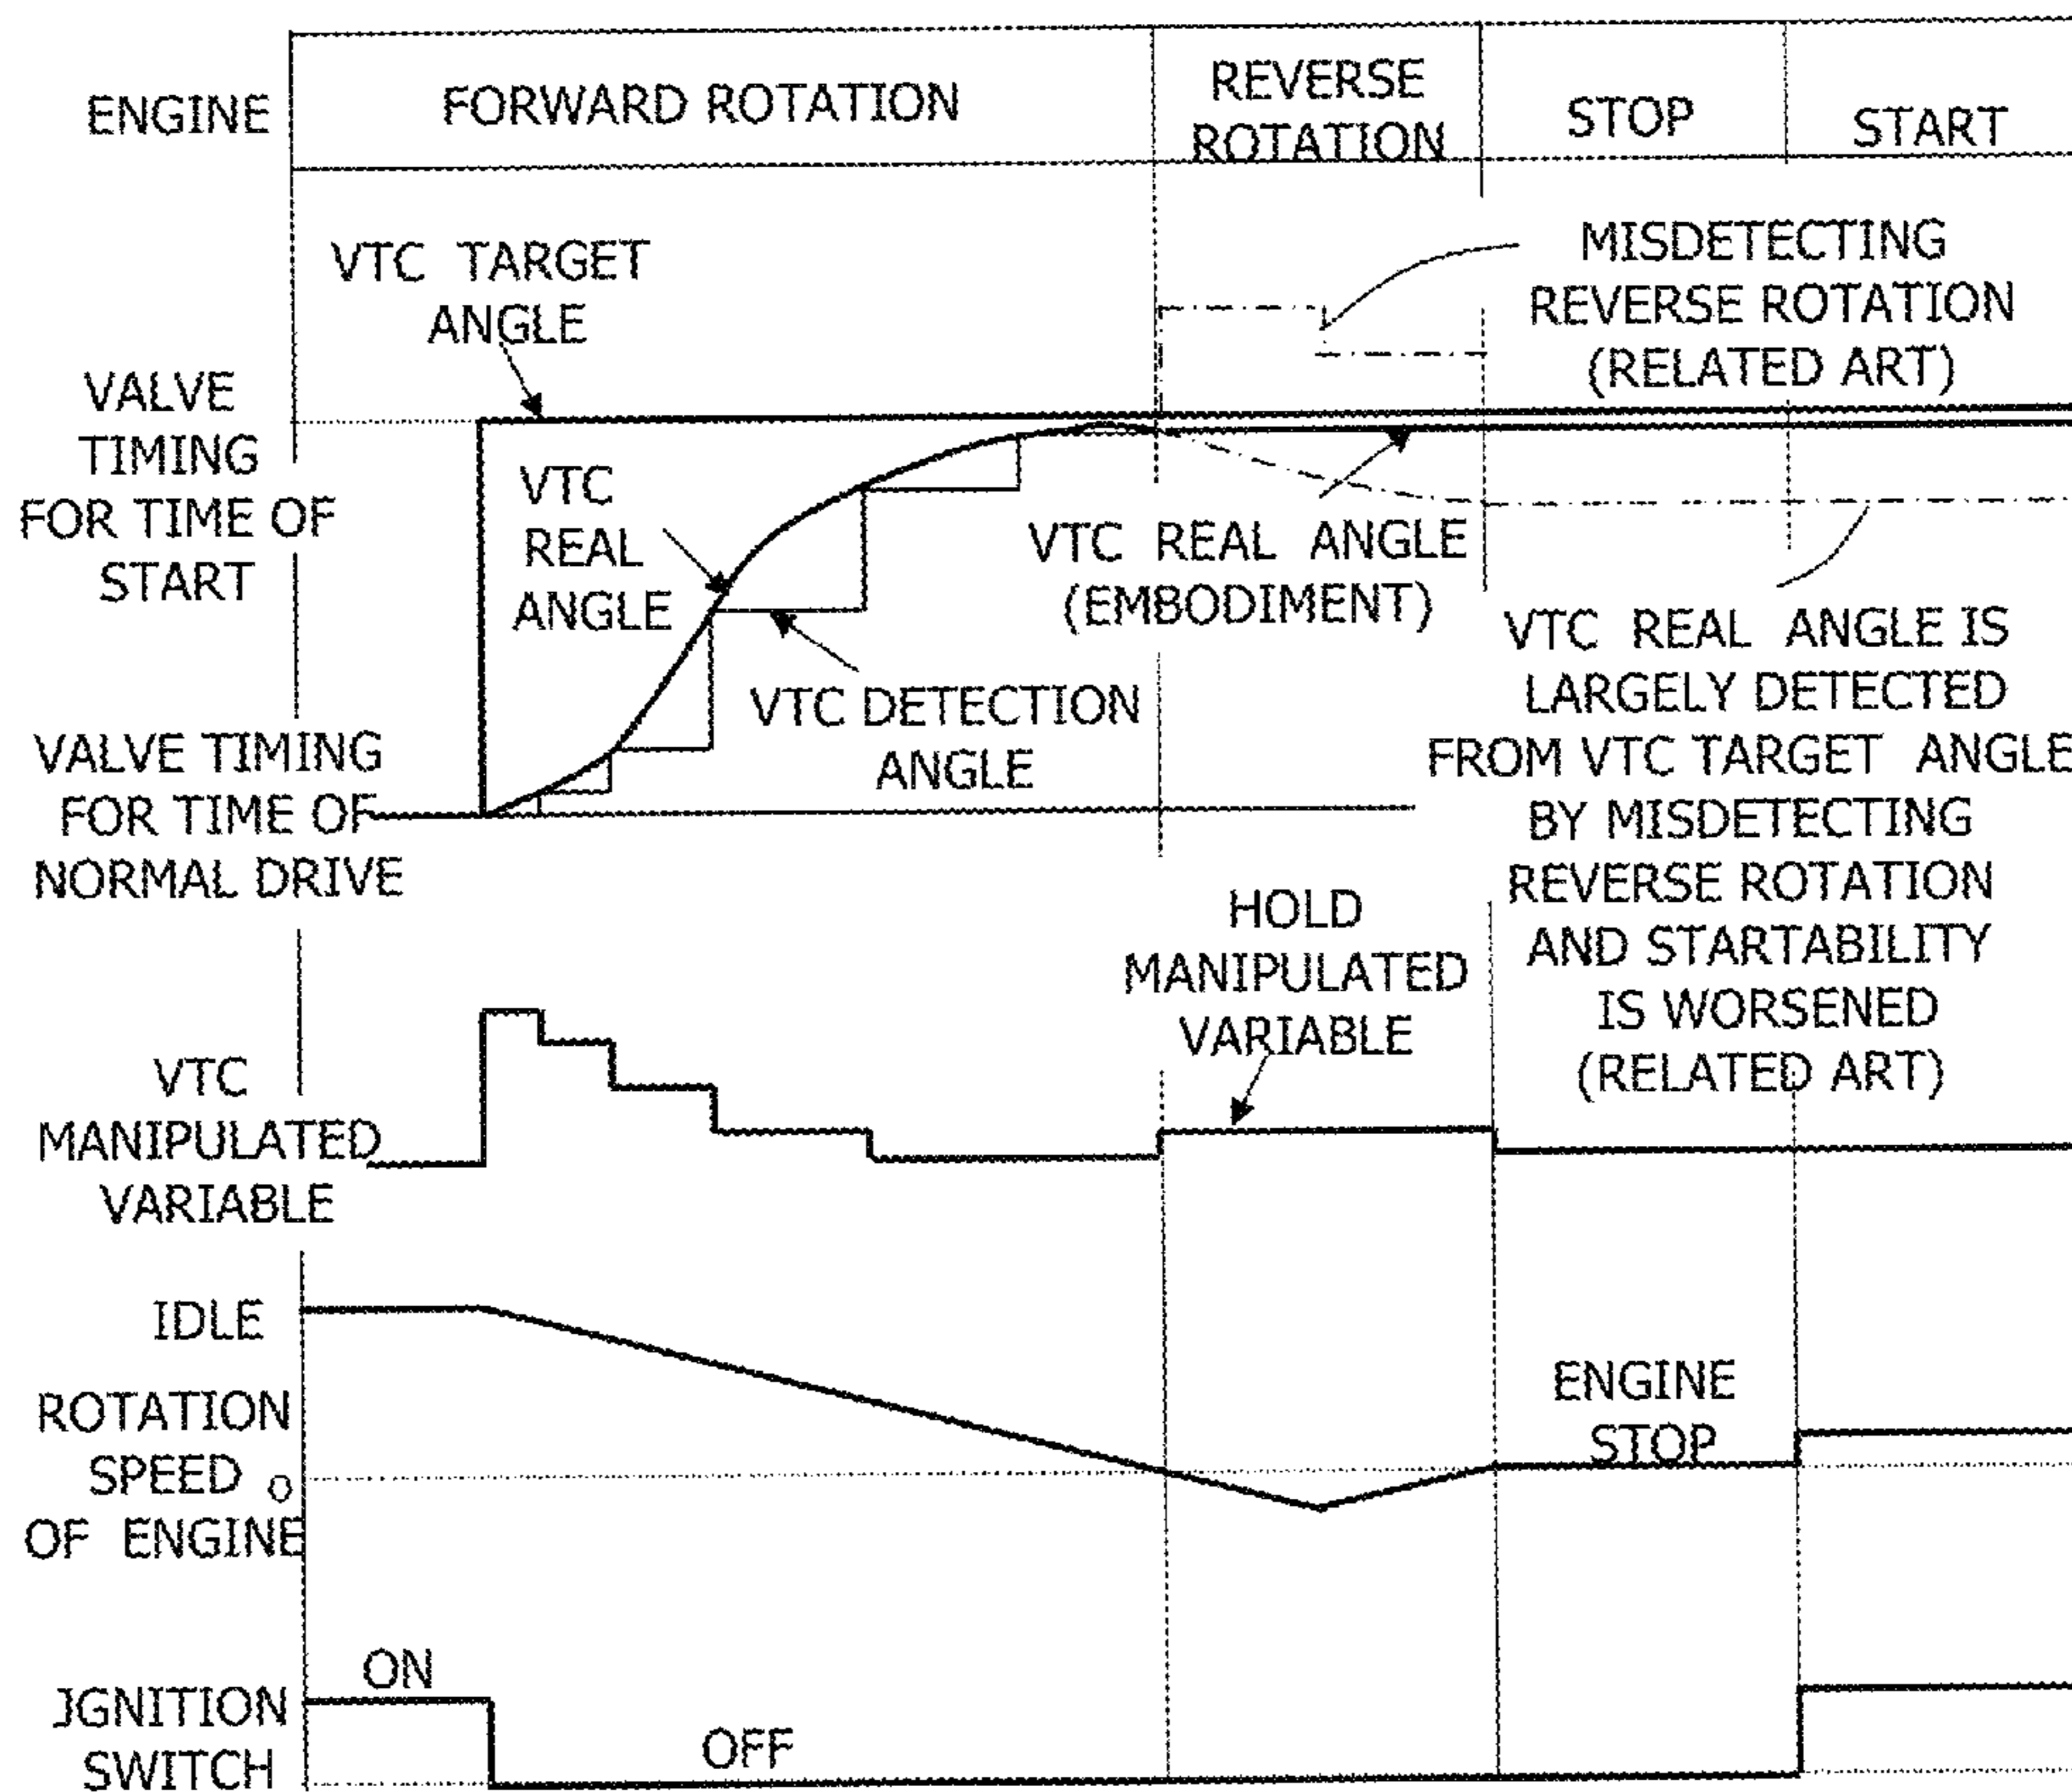 ENGINE
FORWARD ROTATION
REVERSE
ROTATION
STOP
START
VTC TARGET
ANGLE
MISDETECTING
REVERSE ROTATION
(RELATED ART)
VALVE
TIMING
FOR TIME OF
START
VTC
REAL
ANGLE
VTC REAL ANGLE
(EMBODIMENT)
VTC DETECTION
ANGLE
VTC REAL ANGLE IS
LARGELY DETECTED
FROM VTC TARGET ANGLE
BY MISDETECTING
REVERSE ROTATION
AND STARTABILITY
IS WORSENED
(RELATED ART)
VALVE TIMING
FOR TIME OF
NORMAL DRIVE
HOLD
MANIPULATED
VARIABLE
VTC
MANIPULATED
VARIABLE
IDLE
ROTATION
SPEED 0
OF ENGINE
ENGINE
STOP
ON
JGNITION
SWITCH
OFF